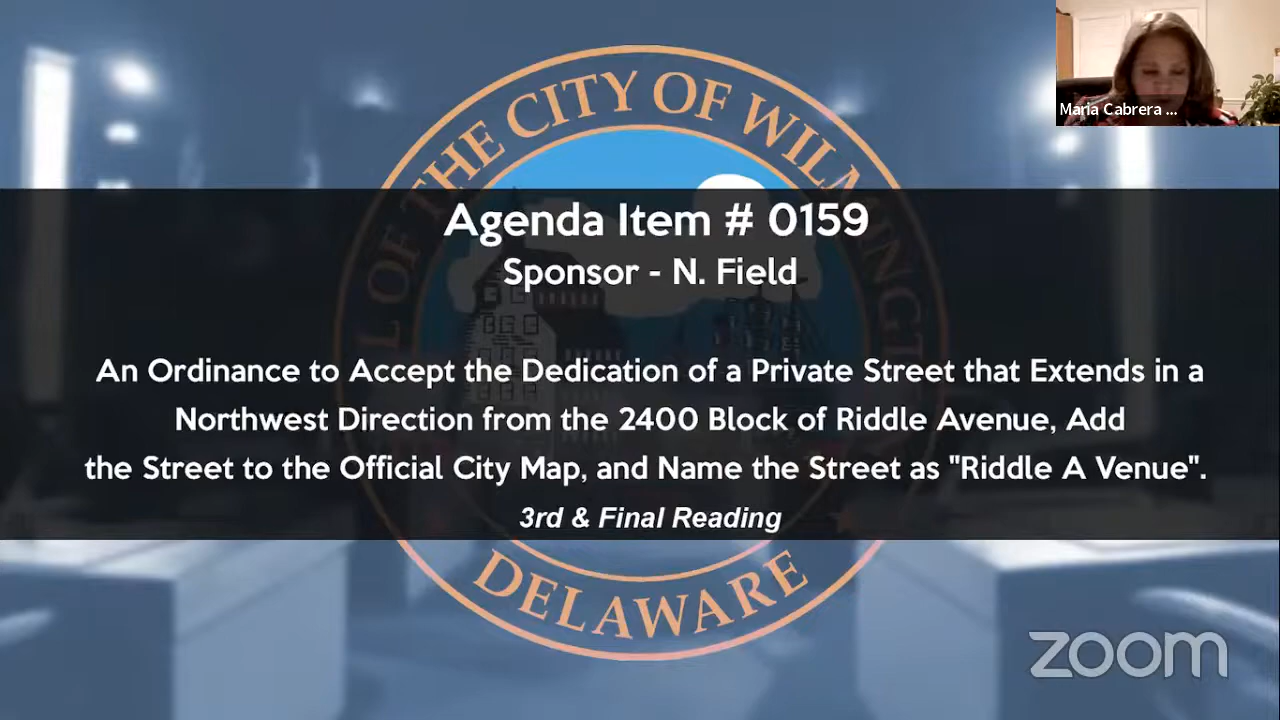 Maria Cabrera ...
OF THE CITY OF WILMINGT
Agenda Item # 0159
Sponsor - N. Field
An Ordinance to Accept the Dedication of a Private Street that Extends in a
Northwest Direction from the 2400 Block of Riddle Avenue, Add
the Street to the Official City Map, and Name the Street as "Riddle A Venue".
3rd & Final Reading
DELAWARE
zoom